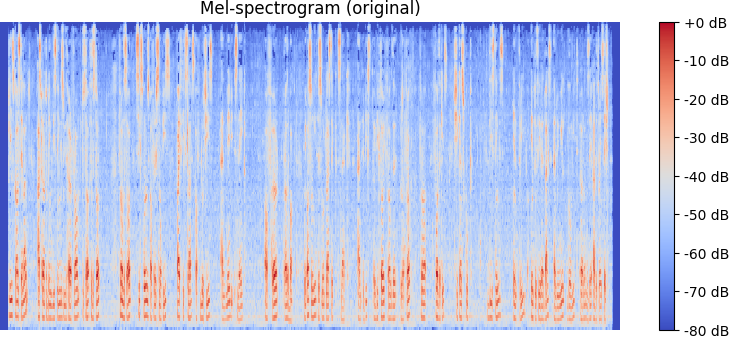 Mel-spectrogram (original)
+0 dB
-10 dB
-20 dB
-30 dB
-40 dB
-50 dB
-60 dB
-70 dB
-80 dB